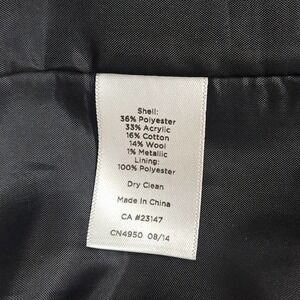 Shell:
36% Polyester
33% Acrylic
16% Cotton
14% Wool
1% Metallic
Lining:
100% Polyester
Dry Clean
Made In China
CA #23147
CN4950 08/14